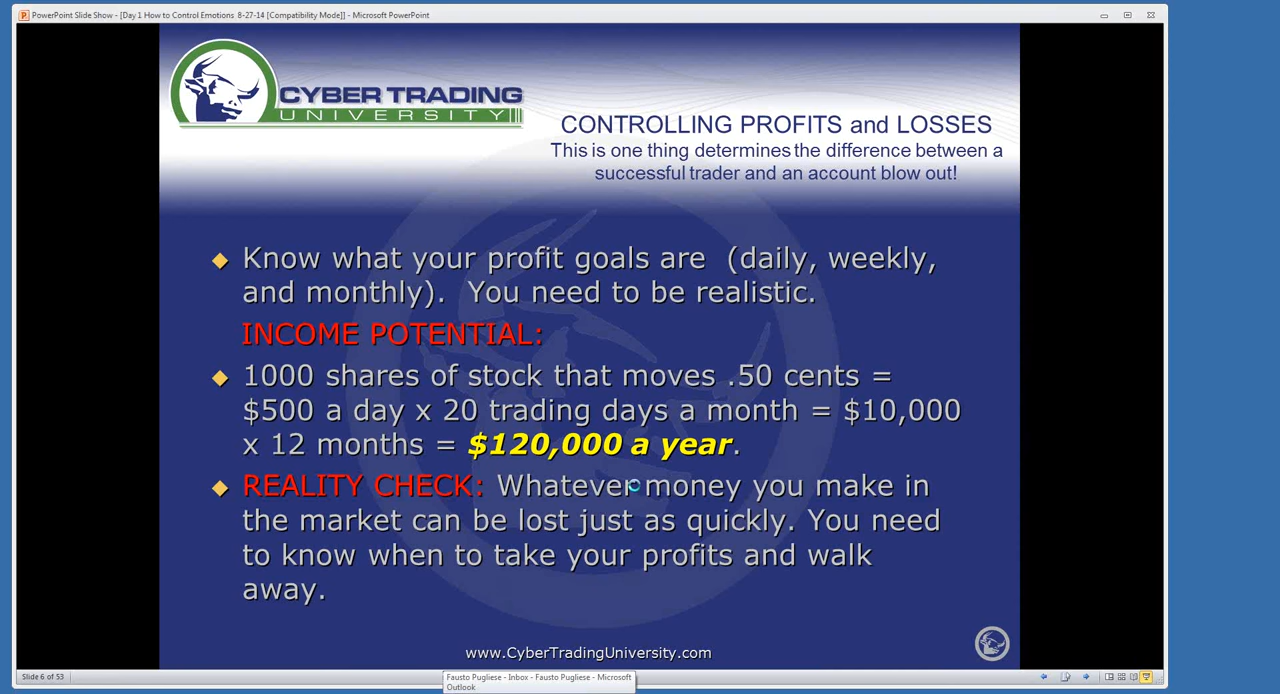 PowerPoint Slide Show - [Day 1 How to Control Emotions 8-27-14 [Compatibility Mode]] - Microsoft PowerPoint
CYBER TRADING
UNIVERSITY
CONTROLLING PROFITS and LOSSES
This is one thing determines the difference between a
successful trader and an account blow out!
Know what your profit goals are (daily, weekly,
and monthly). You need to be realistic.
INCOME POTENTIAL:
1000 shares of stock that moves .50 cents =
$500 a day x 20 trading days a month = $10,000
x 12 months = $120,000 a year.
REALITY CHECK: Whatever money you make in
the market can be lost just as quickly. You need
to know when to take your profits and walk
away.
www.CyberTradingUniversity.com
Slide 6 of 53
Fausto Pugliese - Inbox - Fausto Pugliese - Microsoft
Outlook